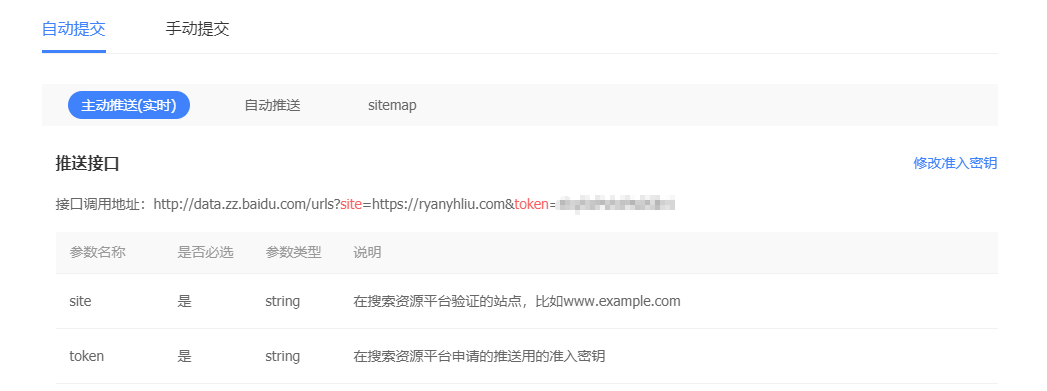 自动提交 手动提交
主动推送(实时) 自动推送 sitemap
推送接口 修改准入密钥
接口调用地址：http://data.zz.baidu.com/urls?site=https://ryanyhliu.com&token=
参数名称 是否必选 参数类型 说明
site 是 string 在搜索资源平台验证的站点，比如www.example.com
token 是 string 在搜索资源平台申请的推送用的准入密钥